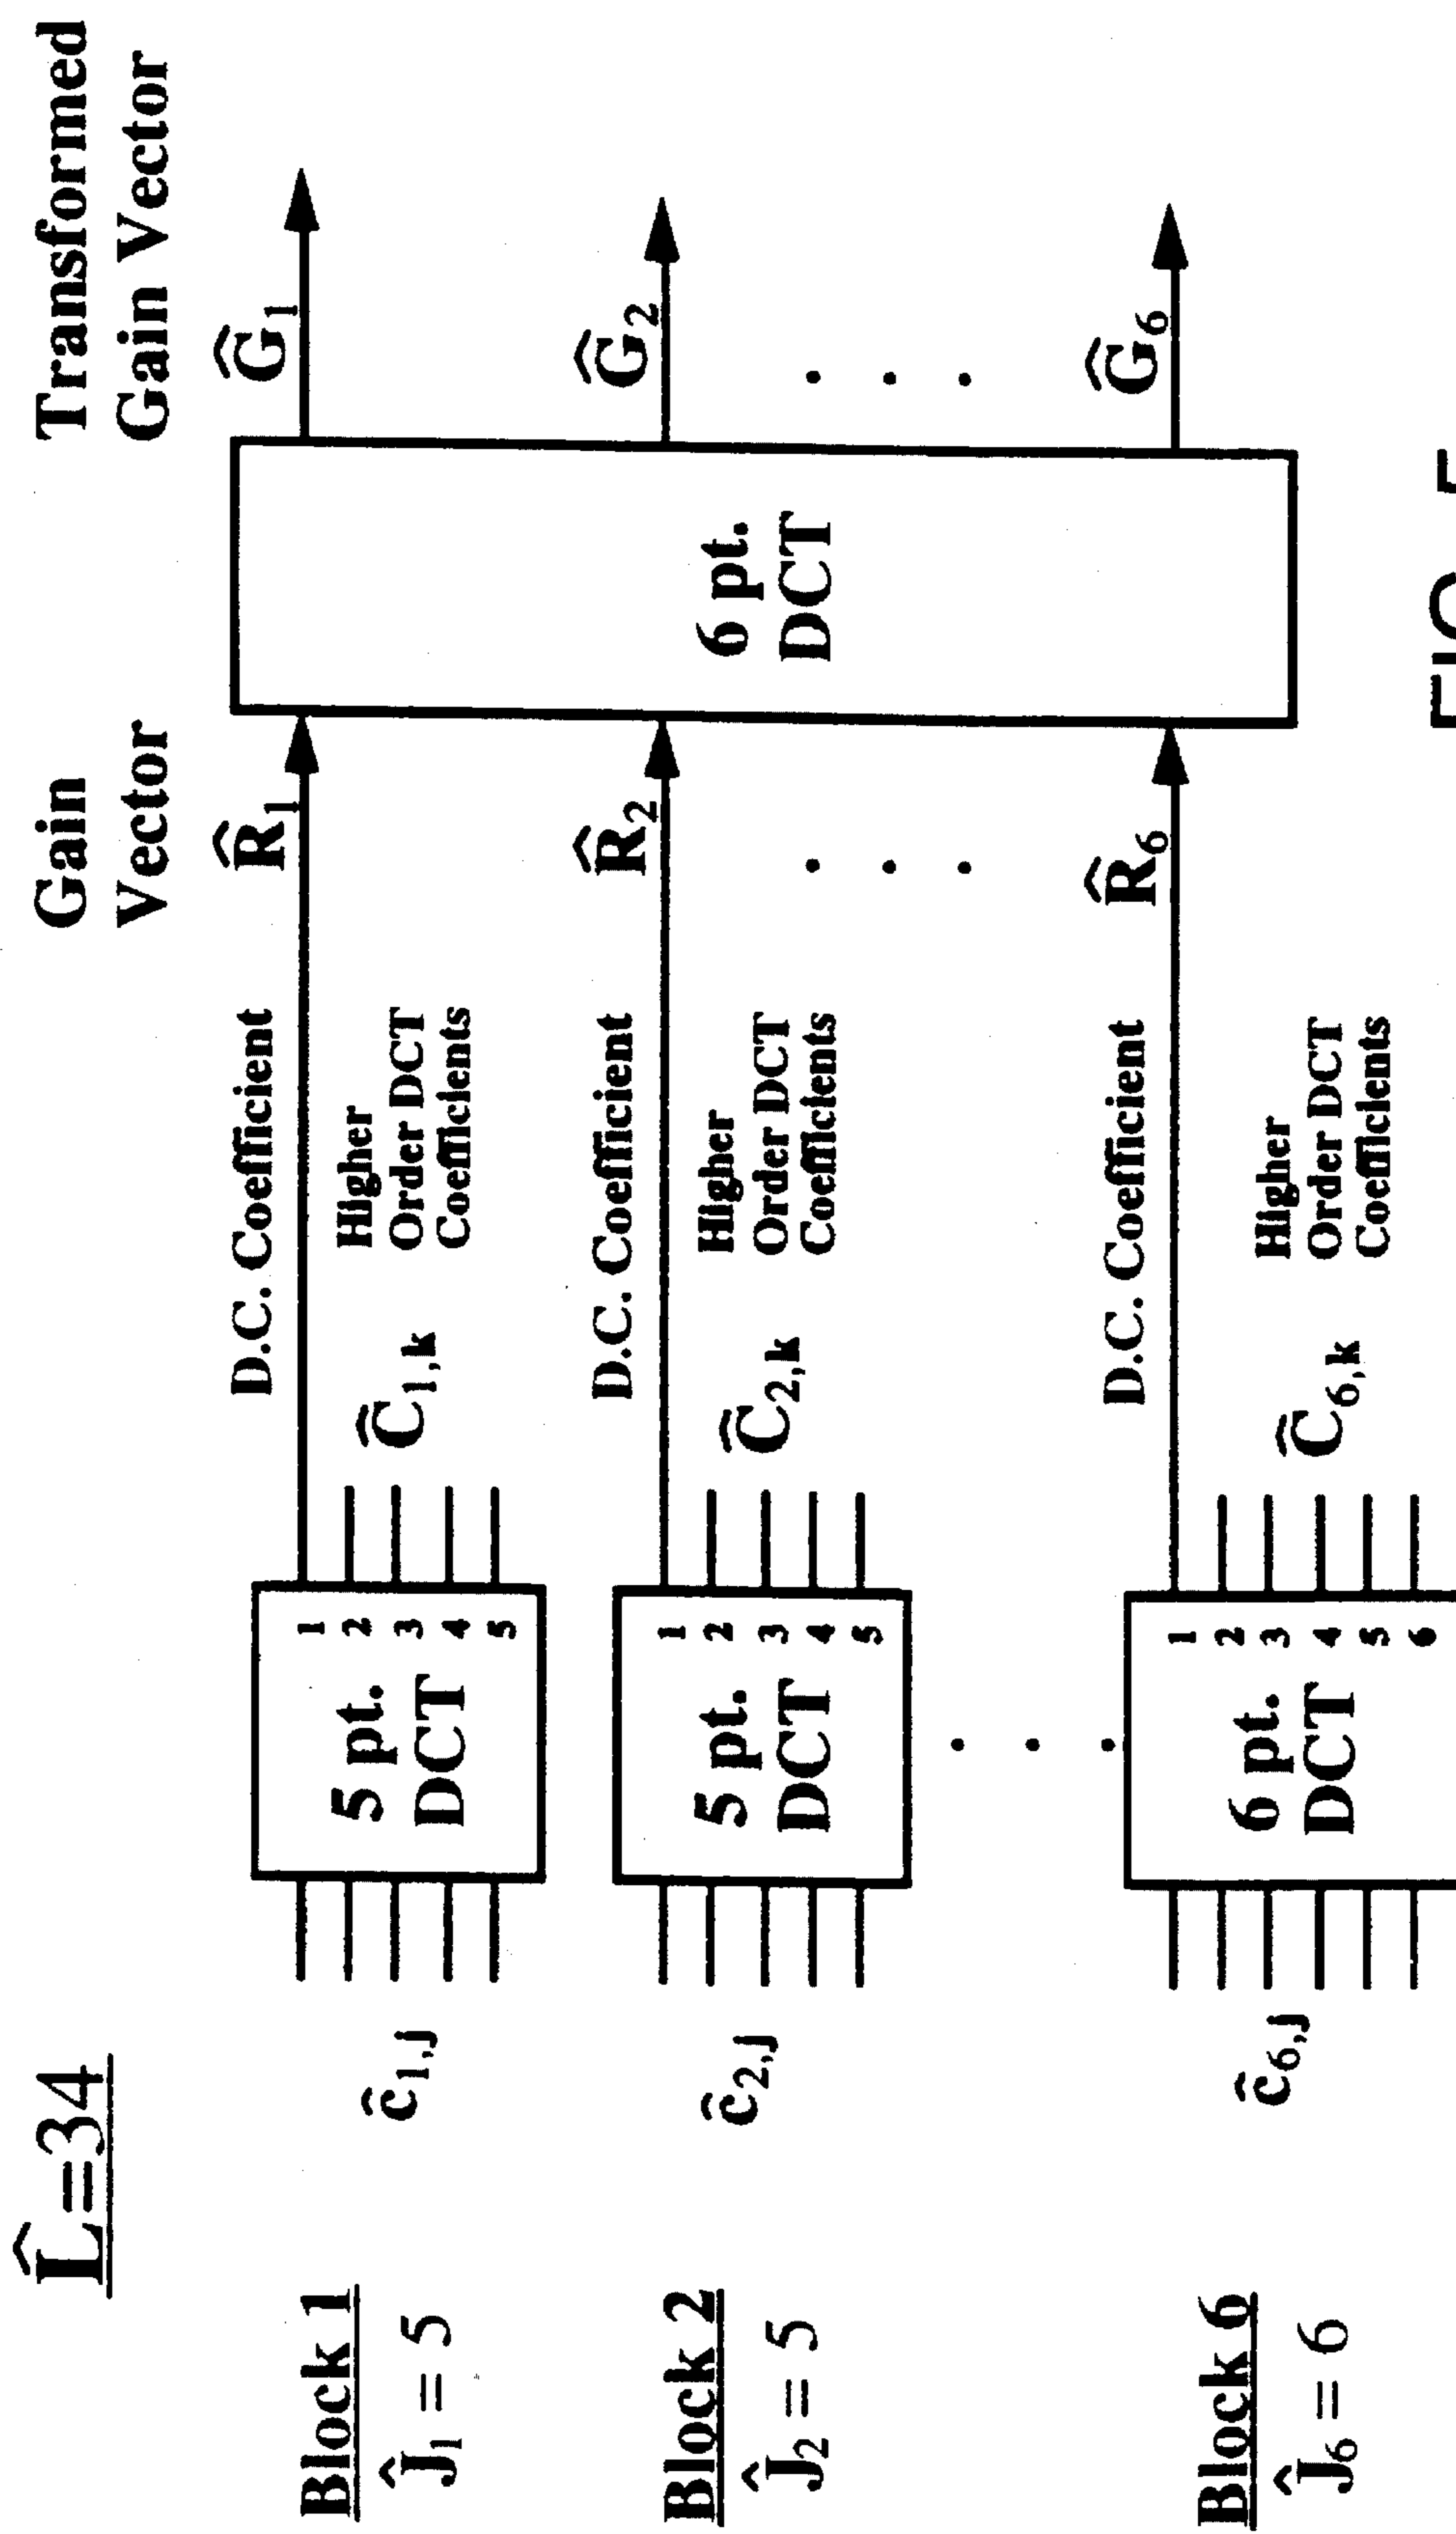 L̂=34
Gain
Vector
Transformed
Gain Vector
Block 1
Ĵ₁ = 5
ĉ₁,ⱼ
5 pt.
DCT
1
2
3
4
5
D.C. Coefficient
R̂₁
Ĝ₁
Ĉ₁,ₖ
Higher
Order DCT
Coefficients
Block 2
Ĵ₂ = 5
ĉ₂,ⱼ
5 pt.
DCT
1
2
3
4
5
D.C. Coefficient
R̂₂
Ĝ₂
Ĉ₂,ₖ
Higher
Order DCT
Coefficients
6 pt.
DCT
. . .
. . .
. . .
Block 6
Ĵ₆ = 6
ĉ₆,ⱼ
6 pt.
DCT
1
2
3
4
5
6
D.C. Coefficient
R̂₆
Ĝ₆
Ĉ₆,ₖ
Higher
Order DCT
Coefficients